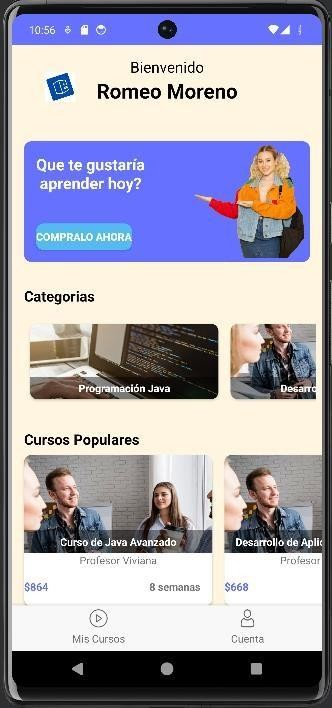 10:56
Bienvenido
Romeo Moreno
Que te gustaría
aprender hoy?
COMPRALO AHORA
Categorias
Programación Java
Desarro
Cursos Populares
Curso de Java Avanzado
Desarrollo de Aplic
Profesor Viviana
Profesor
$864
8 semanas
$668
Mis Cursos
Cuenta